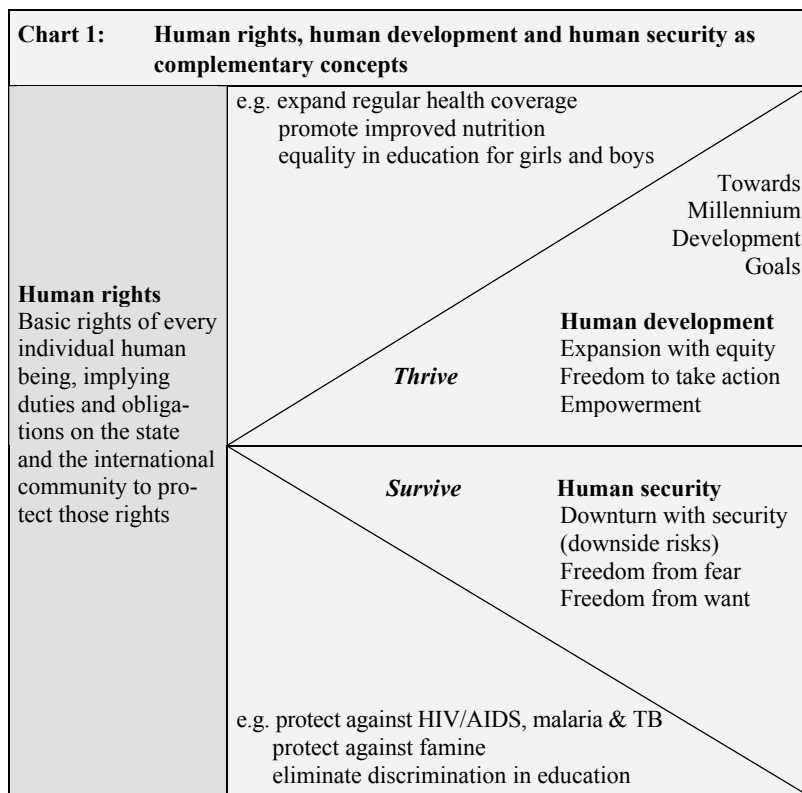 Chart 1: Human rights, human development and human security as
complementary concepts
Human rights
Basic rights of every
individual human
being, implying
duties and obliga-
tions on the state
and the international
community to pro-
tect those rights
e.g. expand regular health coverage
promote improved nutrition
equality in education for girls and boys
Towards
Millennium
Development
Goals
Thrive
Human development
Expansion with equity
Freedom to take action
Empowerment
Survive
Human security
Downturn with security
(downside risks)
Freedom from fear
Freedom from want
e.g. protect against HIV/AIDS, malaria & TB
protect against famine
eliminate discrimination in education